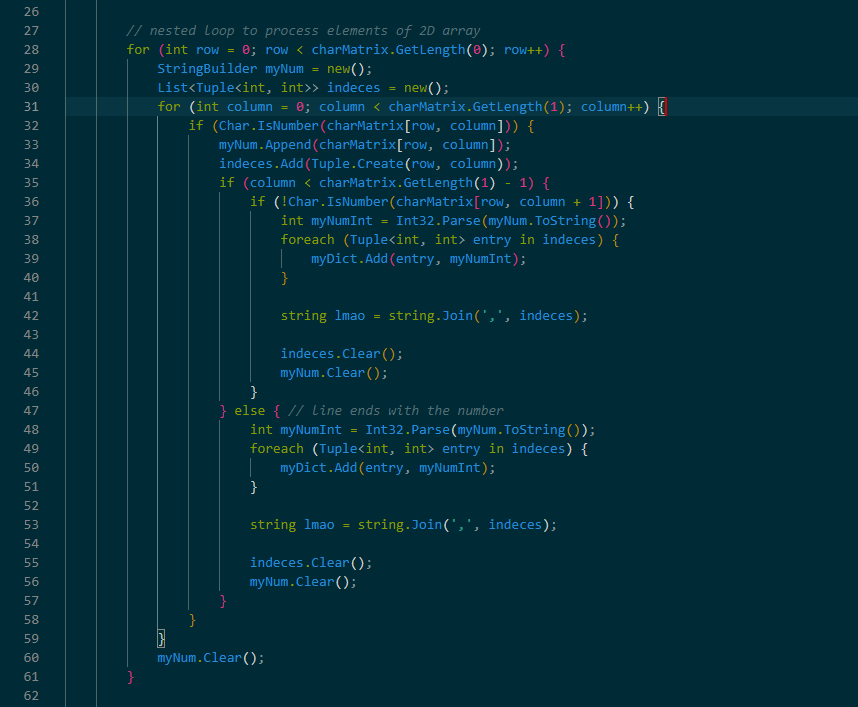 26
27 // nested loop to process elements of 2D array
28 for (int row = 0; row < charMatrix.GetLength(0); row++) {
29 StringBuilder myNum = new();
30 List<Tuple<int, int>> indeces = new();
31 for (int column = 0; column < charMatrix.GetLength(1); column++) {
32 if (Char.IsNumber(charMatrix[row, column])) {
33 myNum.Append(charMatrix[row, column]);
34 indeces.Add(Tuple.Create(row, column));
35 if (column < charMatrix.GetLength(1) - 1) {
36 if (!Char.IsNumber(charMatrix[row, column + 1])) {
37 int myNumInt = Int32.Parse(myNum.ToString());
38 foreach (Tuple<int, int> entry in indeces) {
39 myDict.Add(entry, myNumInt);
40 }
41
42 string lmao = string.Join(',', indeces);
43
44 indeces.Clear();
45 myNum.Clear();
46 }
47 } else { // line ends with the number
48 int myNumInt = Int32.Parse(myNum.ToString());
49 foreach (Tuple<int, int> entry in indeces) {
50 myDict.Add(entry, myNumInt);
51 }
52
53 string lmao = string.Join(',', indeces);
54
55 indeces.Clear();
56 myNum.Clear();
57 }
58 }
59 }
60 myNum.Clear();
61 }
62